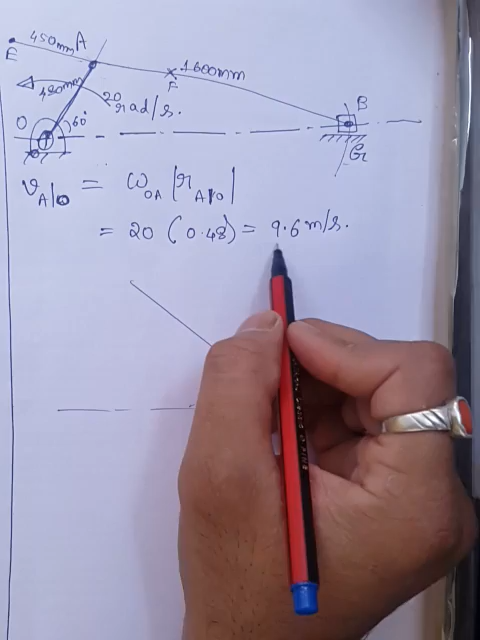 E 450mm A
480mm F 1600mm
20 rad/s.
O 60° B
G
V_A/O = ω_OA |r_A/O|
= 20 (0.48) = 9.6 m/s.